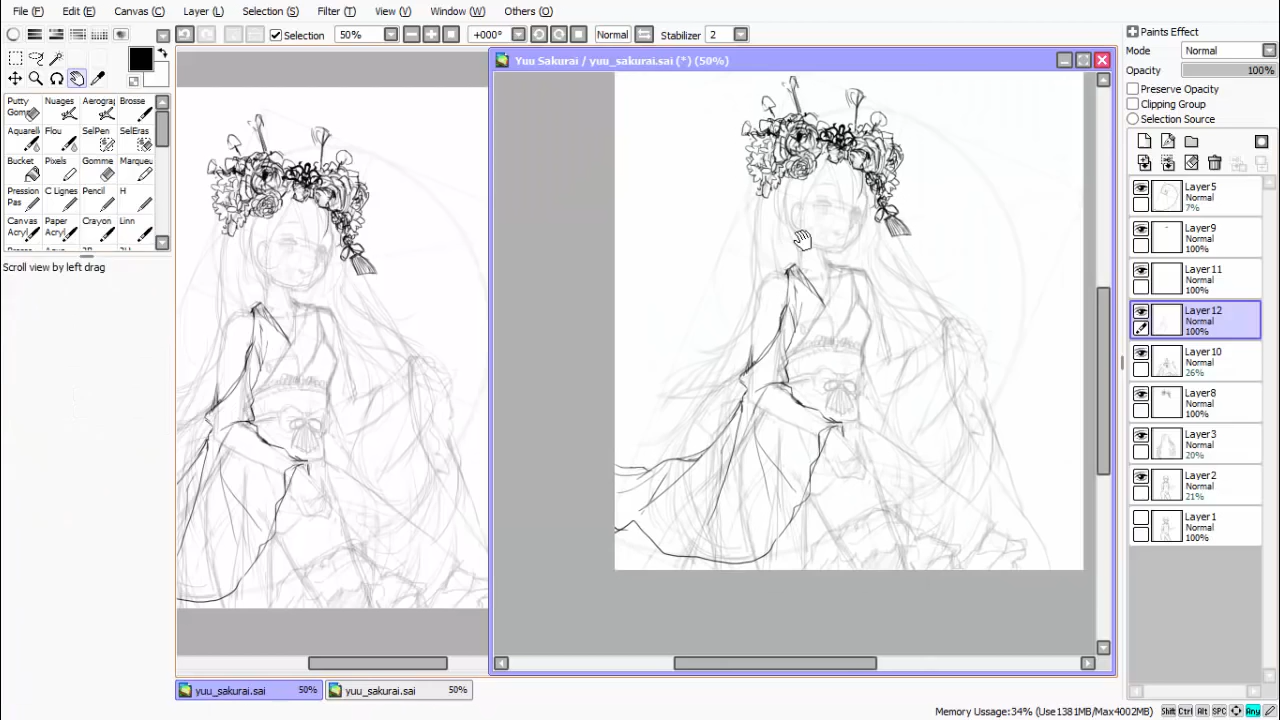 File (F) Edit (E) Canvas (C) Layer (L) Selection (S) Filter (T) View (V) Window (W) Others (O)
Selection 50% +000° Normal Stabilizer 2
Yuu Sakurai / yuu_sakurai.sai (*) (50%)
Putty Nuages Aerogra Brosse
Gomme
Aquarell Flou SelPen SelEras
Bucket Pixels Gomme Marqueu
Pression C Lignes Pencil H
Pas
Canvas Paper Crayon Linn
Acryl Acryl
Scroll view by left drag
Paints Effect
Mode Normal
Opacity 100%
Preserve Opacity
Clipping Group
Selection Source
Layer5
Normal
7%
Layer9
Normal
100%
Layer11
Normal
100%
Layer12
Normal
100%
Layer10
Normal
26%
Layer8
Normal
100%
Layer3
Normal
20%
Layer2
Normal
21%
Layer1
Normal
100%
yuu_sakurai.sai 50% yuu_sakurai.sai 50%
Memory Ussage:34% (Use1381MB/Max4002MB) Shift Ctrl Alt SPC Any